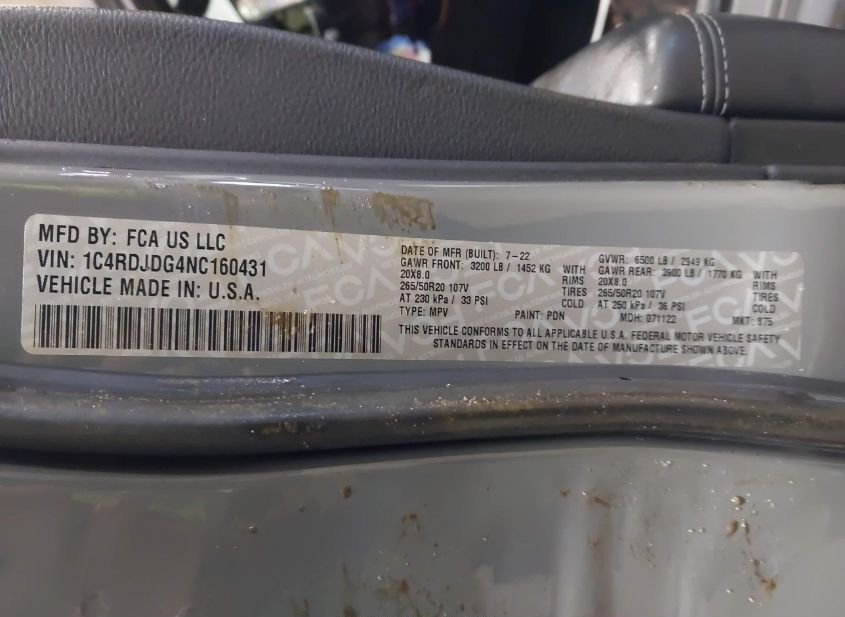 MFD BY: FCA US LLC
VIN: 1C4RDJDG4NC160431
VEHICLE MADE IN: U.S.A.
DATE OF MFR (BUILT): 7-22
GAWR FRONT: 3200 LB / 1452 KG WITH
20X8.0 RIMS
265/50R20 107V TIRES
AT 230 kPa / 33 PSI COLD
TYPE: MPV PAINT: PDN
GVWR: 6500 LB / 2949 KG
GAWR REAR: 3900 LB / 1770 KG WITH
20X8.0 RIMS
265/50R20 107V TIRES
AT 250 kPa / 36 PSI COLD
MDH: 071122 MKT: 975
THIS VEHICLE CONFORMS TO ALL APPLICABLE U.S.A. FEDERAL MOTOR VEHICLE SAFETY
STANDARDS IN EFFECT ON THE DATE OF MANUFACTURE SHOWN ABOVE.